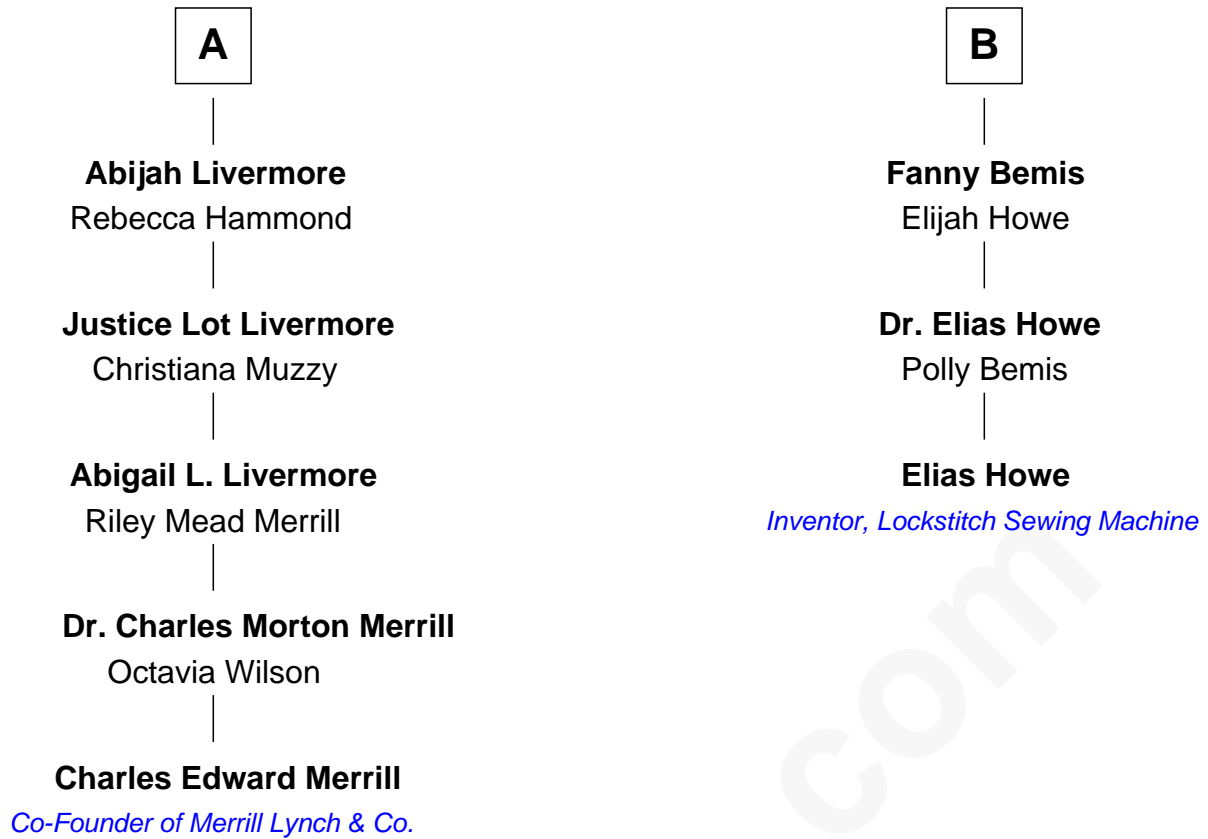 A
Abijah Livermore
Rebecca Hammond
Justice Lot Livermore
Christiana Muzzy
Abigail L. Livermore
Riley Mead Merrill
Dr. Charles Morton Merrill
Octavia Wilson
Charles Edward Merrill
Co-Founder of Merrill Lynch & Co.
B
Fanny Bemis
Elijah Howe
Dr. Elias Howe
Polly Bemis
Elias Howe
Inventor, Lockstitch Sewing Machine
com